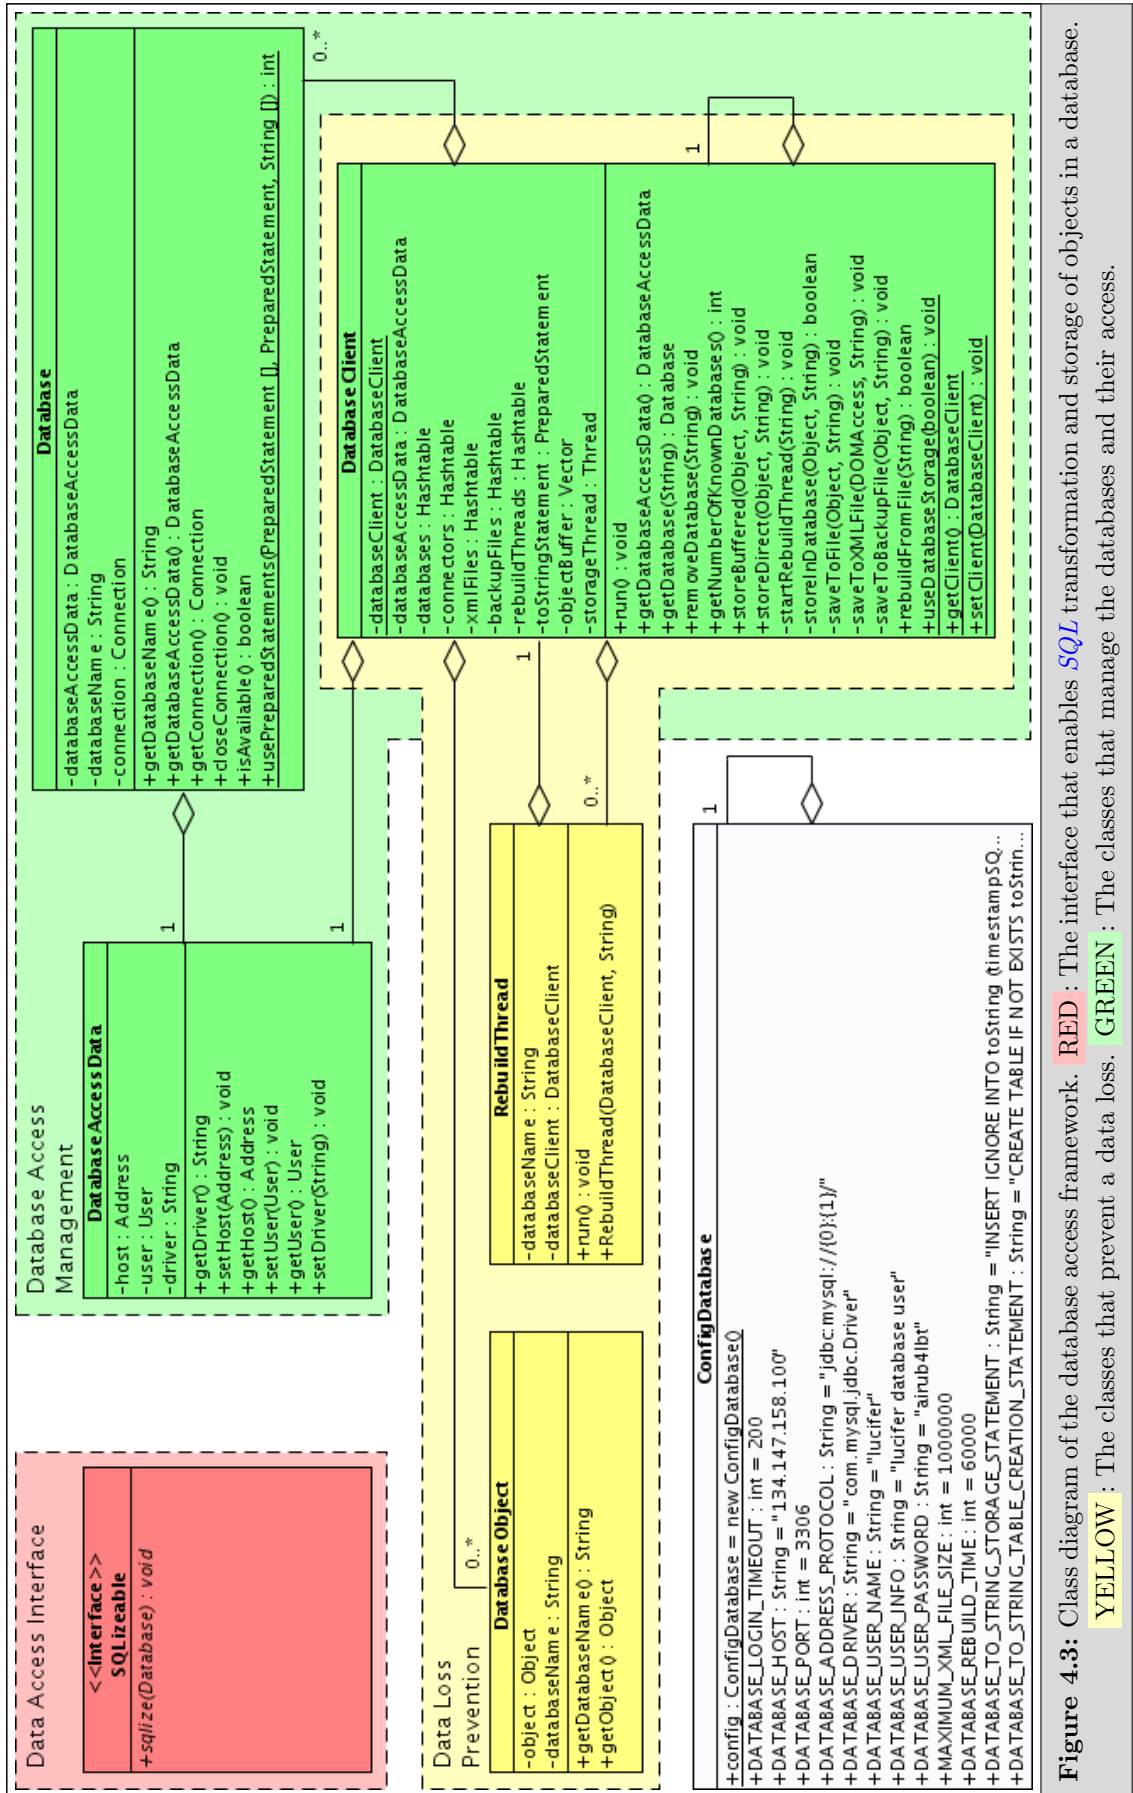 Data Access Interface
<<Interface>>
SQLizeable
+sqlize(Database) : void
Database Access
Management
DatabaseAccessData
-host : Address
-user : User
-driver : String
+getDriver() : String
+setHost(Address) : void
+getHost() : Address
+setUser(User) : void
+getUser() : User
+setDriver(String) : void
1
1
Database
-databaseAccessData : DatabaseAccessData
-databaseName : String
-connection : Connection
+getDatabaseName() : String
+getDatabaseAccessData() : DatabaseAccessData
+getConnection() : Connection
+closeConnection() : void
+isAvailable() : boolean
+usePreparedStatements(PreparedStatement [], PreparedStatement, String []) : int
0..*
Data Loss
Prevention
0..*
DatabaseObject
-object : Object
-databaseName : String
+getDatabaseName() : String
+getObject() : Object
RebuildThread
-databaseName : String
-databaseClient : DatabaseClient
+run() : void
+RebuildThread(DatabaseClient, String)
0..*
1
DatabaseClient
-databaseClient : DatabaseClient
-databaseAccessData : DatabaseAccessData
-databases : Hashtable
-connectors : Hashtable
-xmlFiles : Hashtable
-backupFiles : Hashtable
-rebuildThreads : Hashtable
-toStringStatement : PreparedStatement
-objectBuffer : Vector
-storageThread : Thread
+run() : void
+getDatabaseAccessData() : DatabaseAccessData
+getDatabase(String) : Database
+removeDatabase(String) : void
+getNumberOfKnownDatabases() : int
+storeBuffered(Object, String) : void
+storeDirect(Object, String) : void
-startRebuildThread(String) : void
-storeInDatabase(Object, String) : boolean
-saveToFile(Object, String) : void
-saveToXMLFile(DOMAccess, String) : void
-saveToBackupFile(Object, String) : void
+rebuildFromFile(String) : boolean
+useDatabaseStorage(boolean) : void
+getClient() : DatabaseClient
+setClient(DatabaseClient) : void
1
ConfigDatabase
+config : ConfigDatabase = new ConfigDatabase()
+DATABASE_LOGIN_TIMEOUT : int = 200
+DATABASE_HOST : String = "134.147.158.100"
+DATABASE_PORT : int = 3306
+DATABASE_ADDRESS_PROTOCOL : String = "jdbc:mysql://{0}:{1}/"
+DATABASE_DRIVER : String = "com.mysql.jdbc.Driver"
+DATABASE_USER_NAME : String = "lucifer"
+DATABASE_USER_INFO : String = "lucifer database user"
+DATABASE_USER_PASSWORD : String = "airub4lbt"
+MAXIMUM_XML_FILE_SIZE : int = 1000000
+DATABASE_REBUILD_TIME : int = 60000
+DATABASE_TO_STRING_STORAGE_STATEMENT : String = "INSERT IGNORE INTO toString (timestampSQ...
+DATABASE_TO_STRING_TABLE_CREATION_STATEMENT : String = "CREATE TABLE IF NOT EXISTS toStrin...
1
Figure 4.3: Class diagram of the database access framework. RED : The interface that enables SQL transformation and storage of objects in a database.
YELLOW : The classes that prevent a data loss. GREEN : The classes that manage the databases and their access.